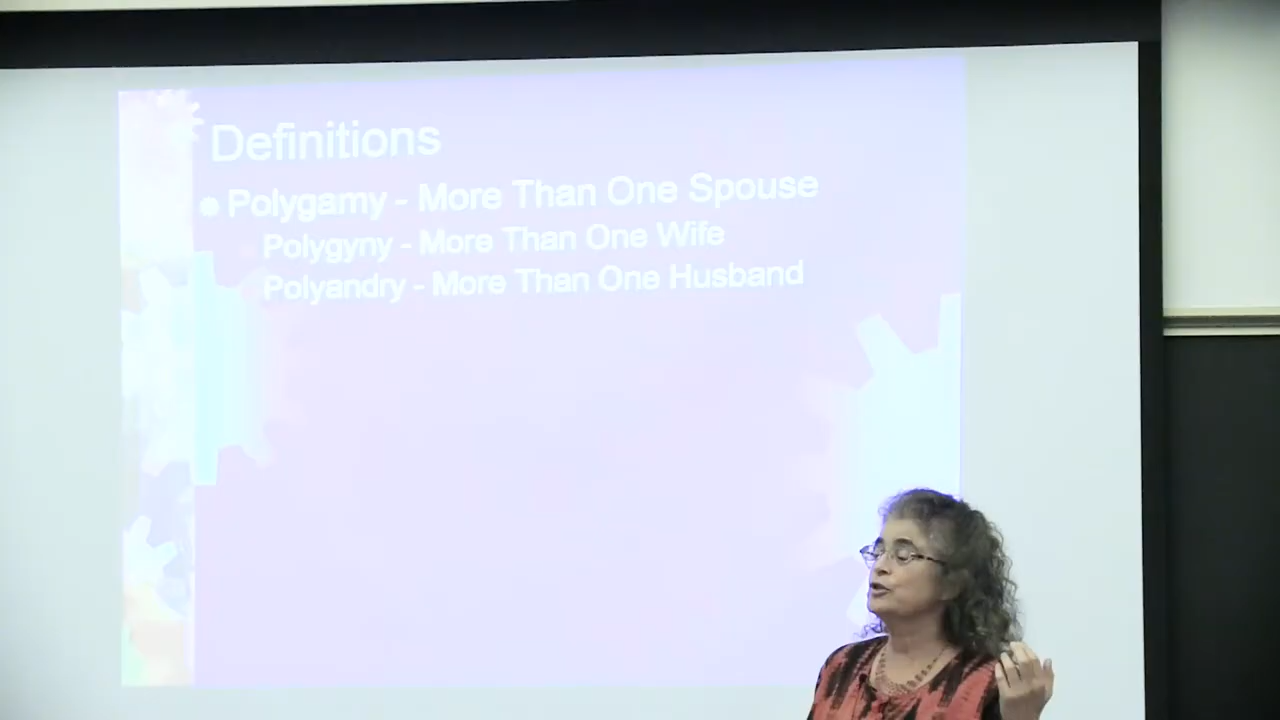 Definitions
Polygamy - More Than One Spouse
Polygyny - More Than One Wife
Polyandry - More Than One Husband